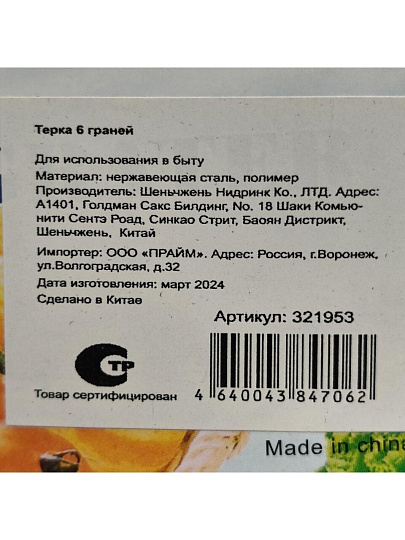 Терка 6 граней
Для использования в быту
Материал: нержавеющая сталь, полимер
Производитель: Шеньчжень Нидринк Ко., ЛТД. Адрес:
А1401, Голдман Сакс Билдинг, No. 18 Шаки Комью-
нити Сентэ Роад, Синкао Стрит, Баоян Дистрикт,
Шеньчжень, Китай
Импортер: ООО «ПРАЙМ». Адрес: Россия, г.Воронеж,
ул.Волгоградская, д.32
Дата изготовления: март 2024
Сделано в Китае
Артикул: 321953
С ТР
Товар сертифицирован
4 640043 847062
Made in china